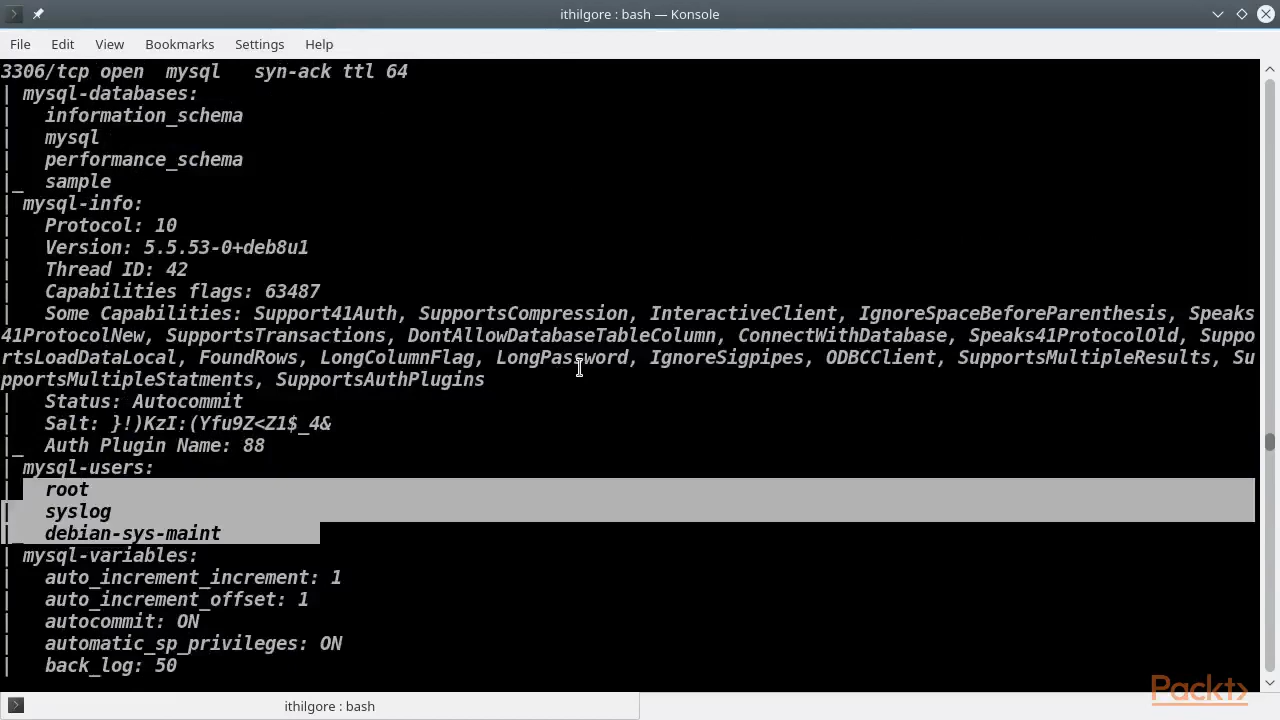 ithilgore : bash — Konsole
File Edit View Bookmarks Settings Help
3306/tcp open  mysql   syn-ack ttl 64
| mysql-databases:
|   information_schema
|   mysql
|   performance_schema
|_  sample
| mysql-info:
|   Protocol: 10
|   Version: 5.5.53-0+deb8u1
|   Thread ID: 42
|   Capabilities flags: 63487
|   Some Capabilities: Support41Auth, SupportsCompression, InteractiveClient, IgnoreSpaceBeforeParenthesis, Speaks
41ProtocolNew, SupportsTransactions, DontAllowDatabaseTableColumn, ConnectWithDatabase, Speaks41ProtocolOld, Suppo
rtsLoadDataLocal, FoundRows, LongColumnFlag, LongPassword, IgnoreSigpipes, ODBCClient, SupportsMultipleResults, Su
pportsMultipleStatments, SupportsAuthPlugins
|   Status: Autocommit
|   Salt: }!)KzI:(Yfu9Z<Z1$_4&
|_  Auth Plugin Name: 88
| mysql-users:
|   root
|   syslog
|_  debian-sys-maint
| mysql-variables:
|   auto_increment_increment: 1
|   auto_increment_offset: 1
|   autocommit: ON
|   automatic_sp_privileges: ON
|   back_log: 50
Packt>
ithilgore : bash